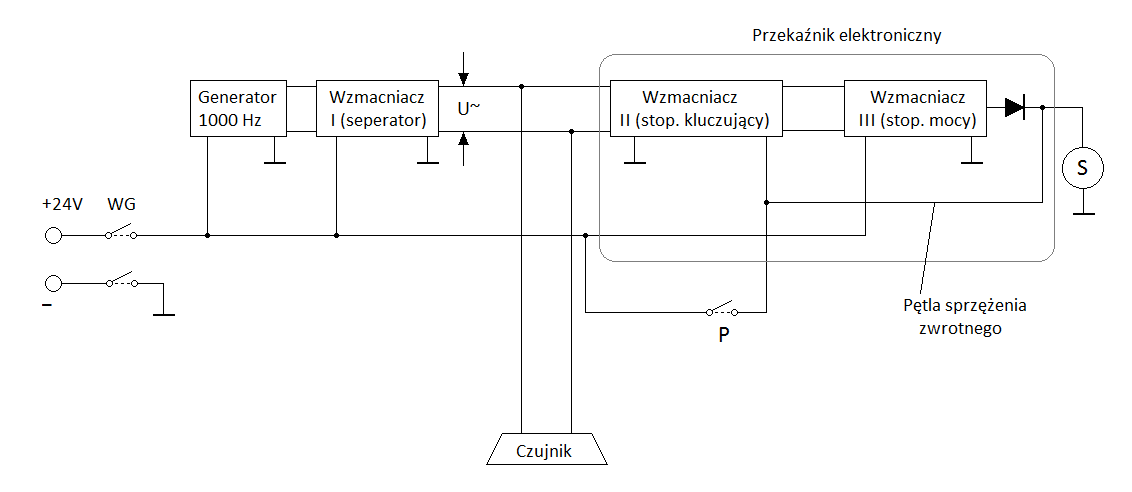 Przekaźnik elektroniczny
Generator
1000 Hz
Wzmacniacz
I (seperator)
U~
Wzmacniacz
II (stop. kluczujący)
Wzmacniacz
III (stop. mocy)
S
+24V
WG
–
P
Pętla sprzężenia
zwrotnego
Czujnik